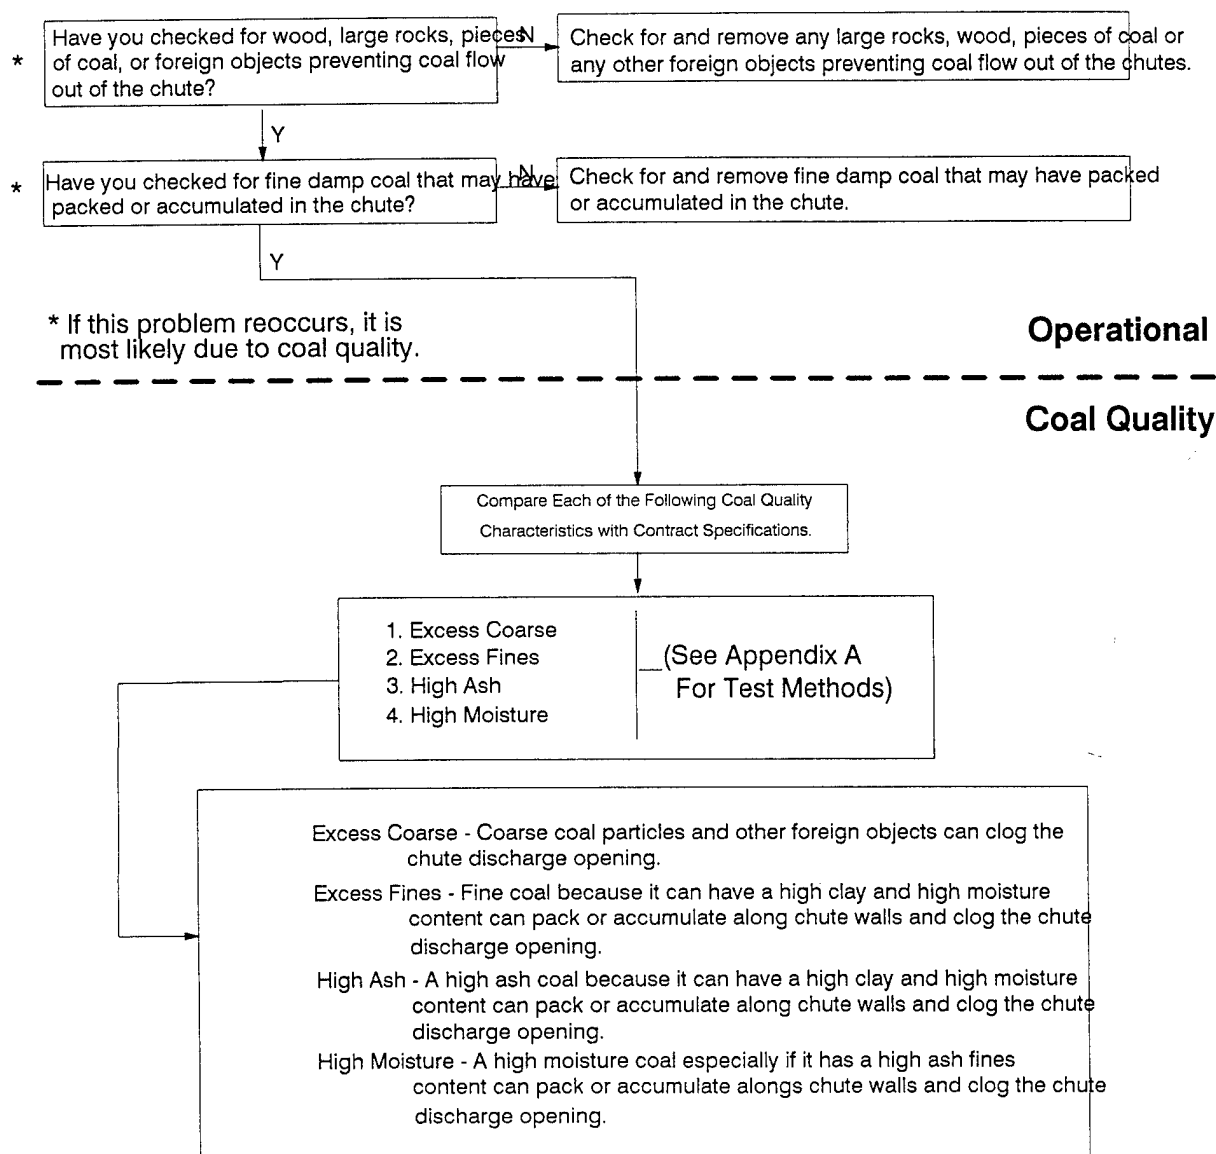 Have you checked for wood, large rocks, pieces
of coal, or foreign objects preventing coal flow
out of the chute?
*
N
Check for and remove any large rocks, wood, pieces of coal or
any other foreign objects preventing coal flow out of the chutes.
Y
*
Have you checked for fine damp coal that may have
packed or accumulated in the chute?
N
Check for and remove fine damp coal that may have packed
or accumulated in the chute.
Y
* If this problem reoccurs, it is
most likely due to coal quality.
Operational
Coal Quality
Compare Each of the Following Coal Quality
Characteristics with Contract Specifications.
1. Excess Coarse
2. Excess Fines
3. High Ash
4. High Moisture
(See Appendix A
For Test Methods)
Excess Coarse - Coarse coal particles and other foreign objects can clog the
chute discharge opening.
Excess Fines - Fine coal because it can have a high clay and high moisture
content can pack or accumulate along chute walls and clog the chute
discharge opening.
High Ash - A high ash coal because it can have a high clay and high moisture
content can pack or accumulate along chute walls and clog the chute
discharge opening.
High Moisture - A high moisture coal especially if it has a high ash fines
content can pack or accumulate alongs chute walls and clog the chute
discharge opening.